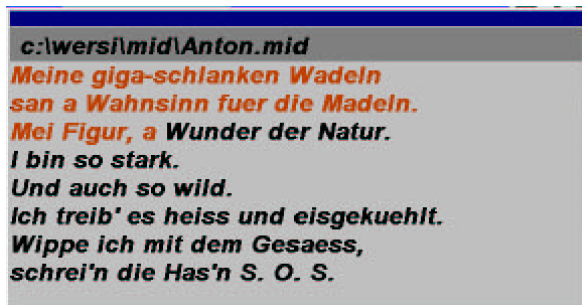 c:\wersi\mid\Anton.mid
Meine giga-schlanken Wadeln
san a Wahnsinn fuer die Madeln.
Mei Figur, a Wunder der Natur.
I bin so stark.
Und auch so wild.
Ich treib' es heiss und eisgekuehlt.
Wippe ich mit dem Gesaess,
schrei'n die Has'n S. O. S.